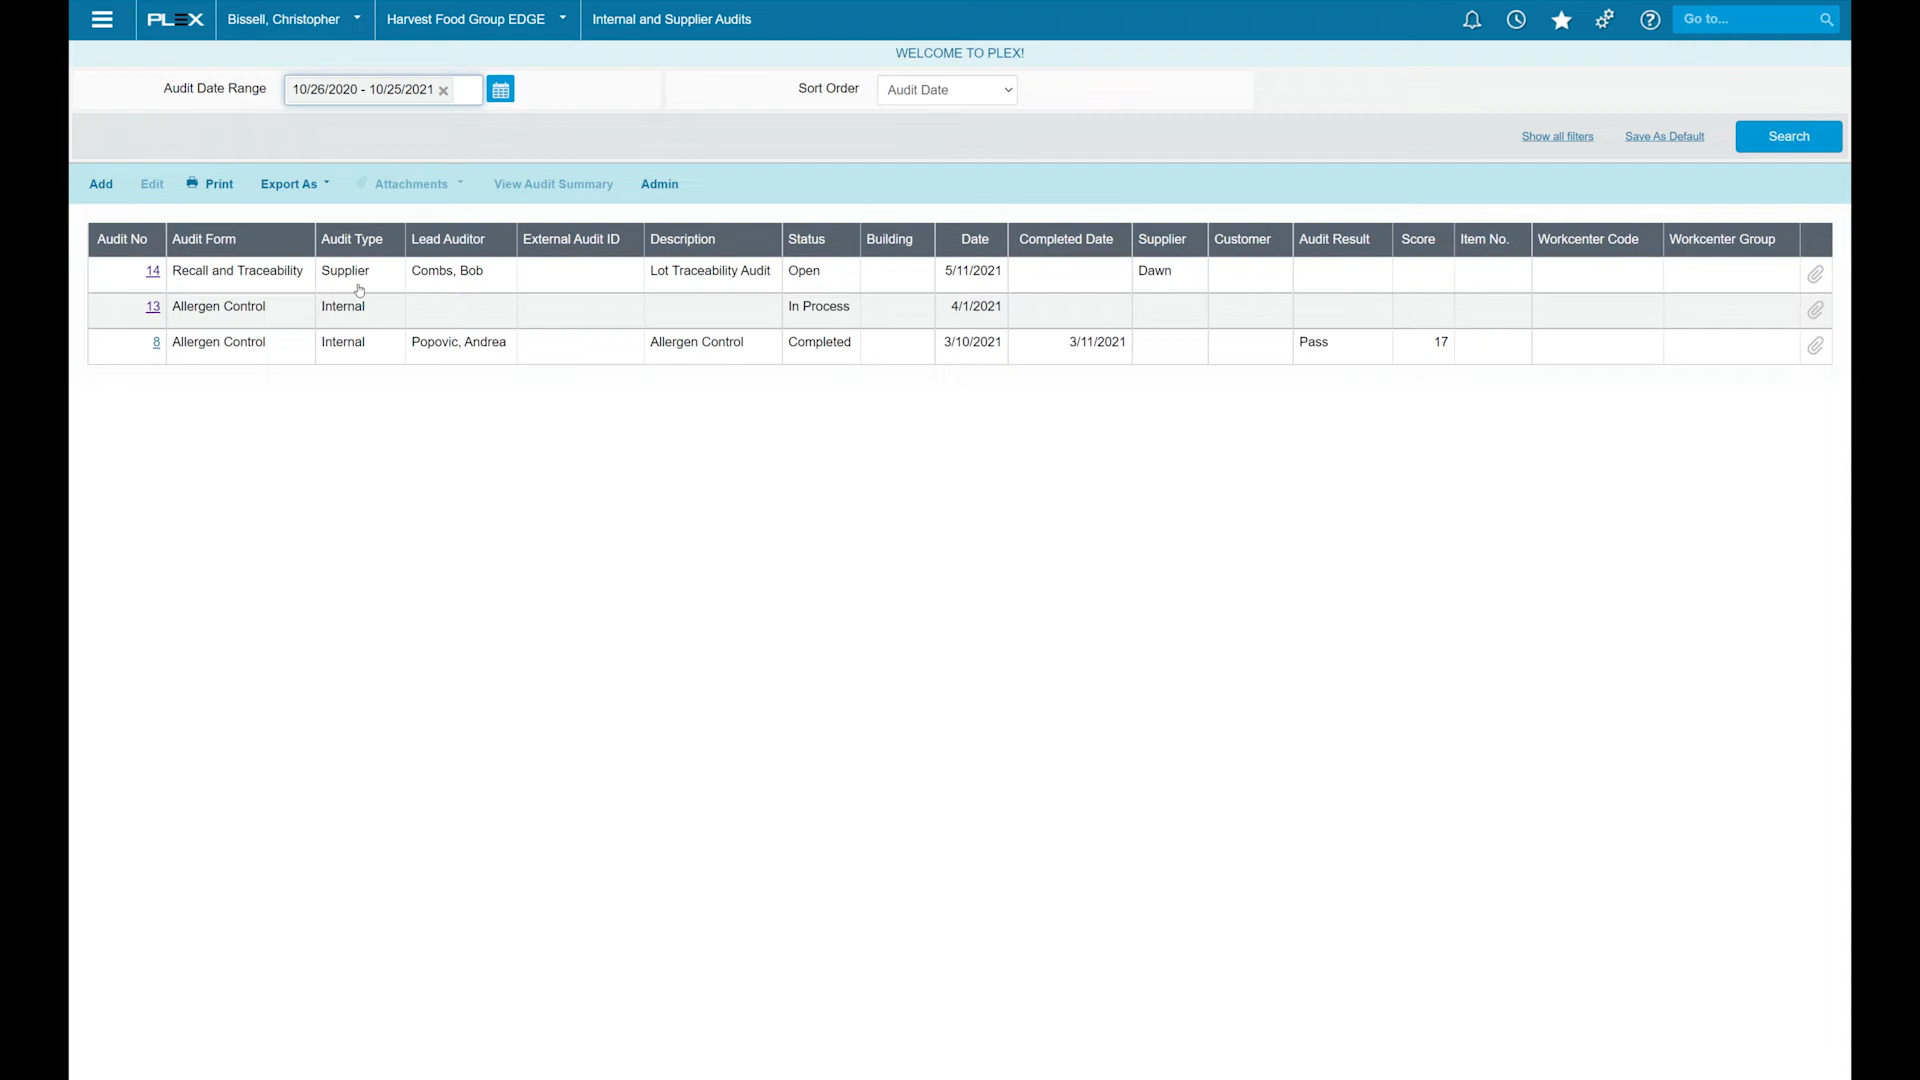 PLEX Bissell, Christopher Harvest Food Group EDGE Internal and Supplier Audits Go to...
WELCOME TO PLEX!
Audit Date Range 10/26/2020 - 10/25/2021 Sort Order Audit Date
Show all filters Save As Default Search
Add Edit Print Export As Attachments View Audit Summary Admin
Audit No Audit Form Audit Type Lead Auditor External Audit ID Description Status Building Date Completed Date Supplier Customer Audit Result Score Item No. Workcenter Code Workcenter Group
14 Recall and Traceability Supplier Combs, Bob Lot Traceability Audit Open 5/11/2021 Dawn
13 Allergen Control Internal In Process 4/1/2021
8 Allergen Control Internal Popovic, Andrea Allergen Control Completed 3/10/2021 3/11/2021 Pass 17